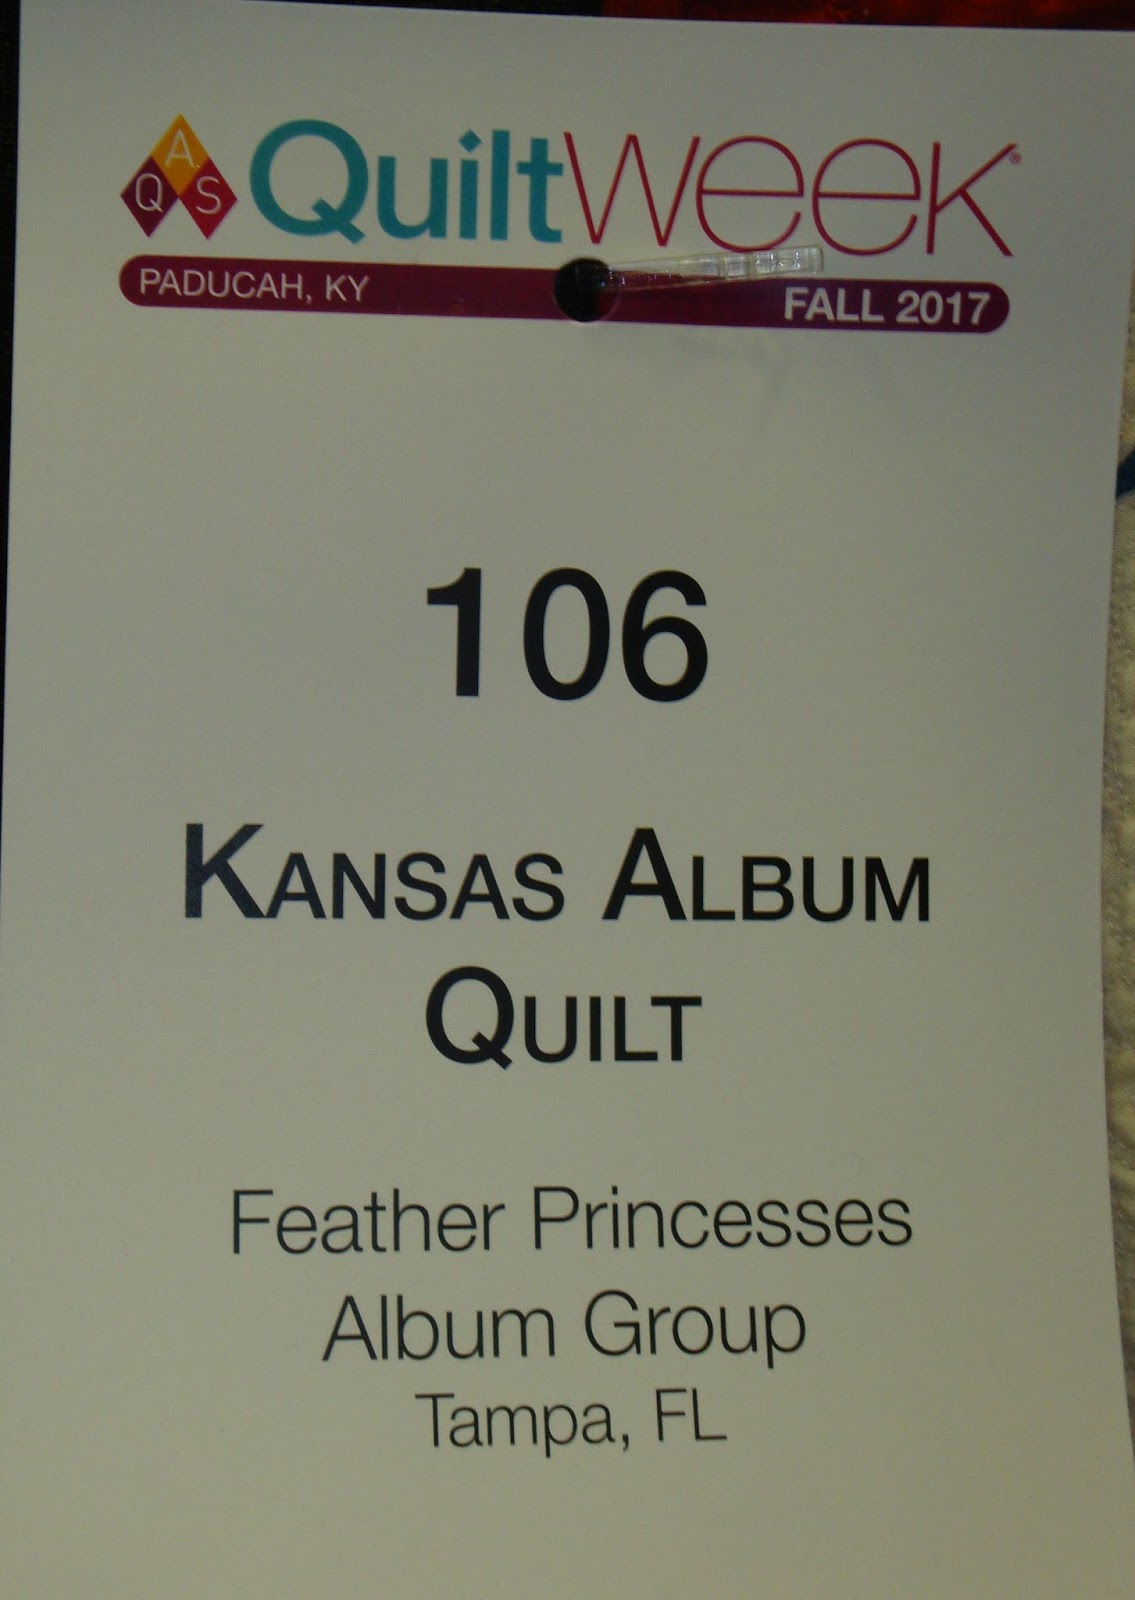 AQS QuiltWeek®
PADUCAH, KY FALL 2017
106
KANSAS ALBUM
QUILT
Feather Princesses
Album Group
Tampa, FL